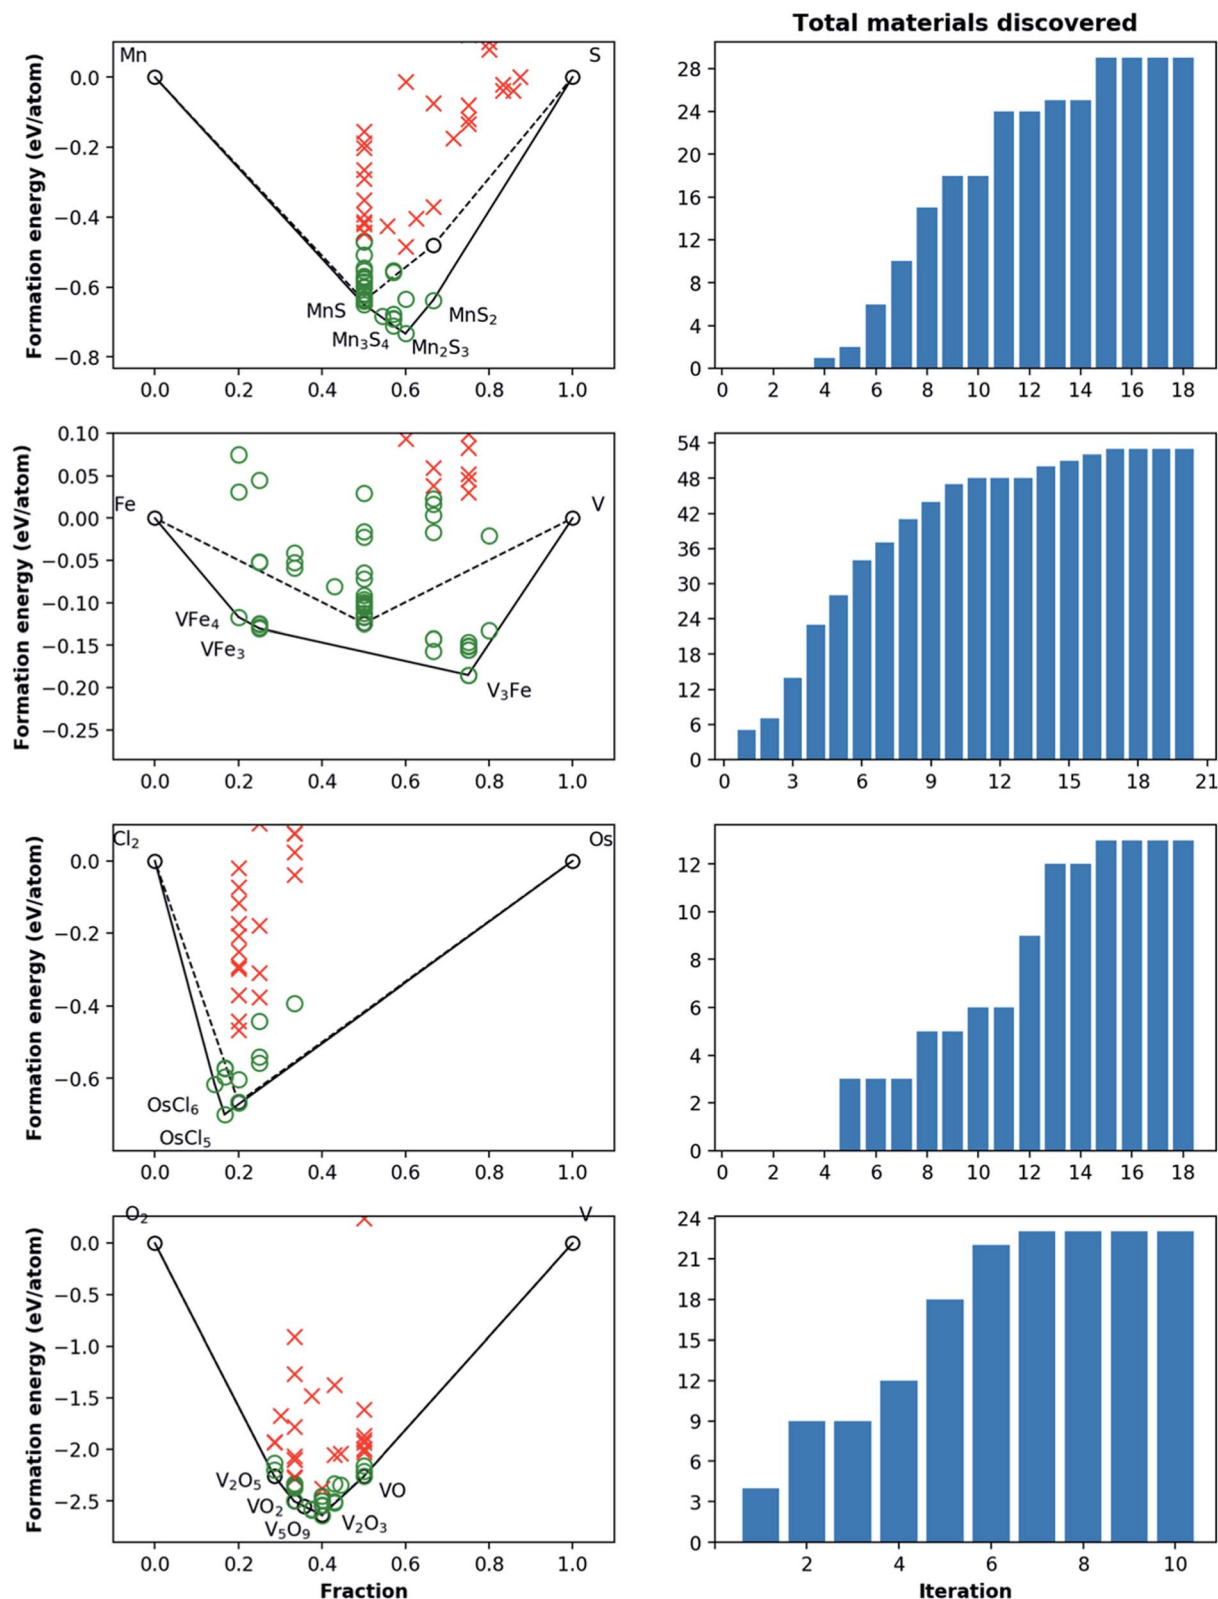 Total materials discovered
Formation energy (eV/atom)
Mn
S
0.0
−0.2
−0.4
−0.6
−0.8
MnS
Mn₃S₄
Mn₂S₃
MnS₂
0.0 0.2 0.4 0.6 0.8 1.0
28
24
20
16
12
8
4
0
0 2 4 6 8 10 12 14 16 18
Formation energy (eV/atom)
0.10
0.05
0.00
−0.05
−0.10
−0.15
−0.20
−0.25
Fe
V
VFe₄
VFe₃
V₃Fe
0.0 0.2 0.4 0.6 0.8 1.0
54
48
42
36
30
24
18
12
6
0
0 3 6 9 12 15 18 21
Formation energy (eV/atom)
Cl₂
Os
0.0
−0.2
−0.4
−0.6
OsCl₆
OsCl₅
0.0 0.2 0.4 0.6 0.8 1.0
12
10
8
6
4
2
0
0 2 4 6 8 10 12 14 16 18
Formation energy (eV/atom)
O₂
V
0.0
−0.5
−1.0
−1.5
−2.0
−2.5
V₂O₅
VO₂
V₅O₉
V₂O₃
VO
0.0 0.2 0.4 0.6 0.8 1.0
Fraction
24
21
18
15
12
9
6
3
0
2 4 6 8 10
Iteration